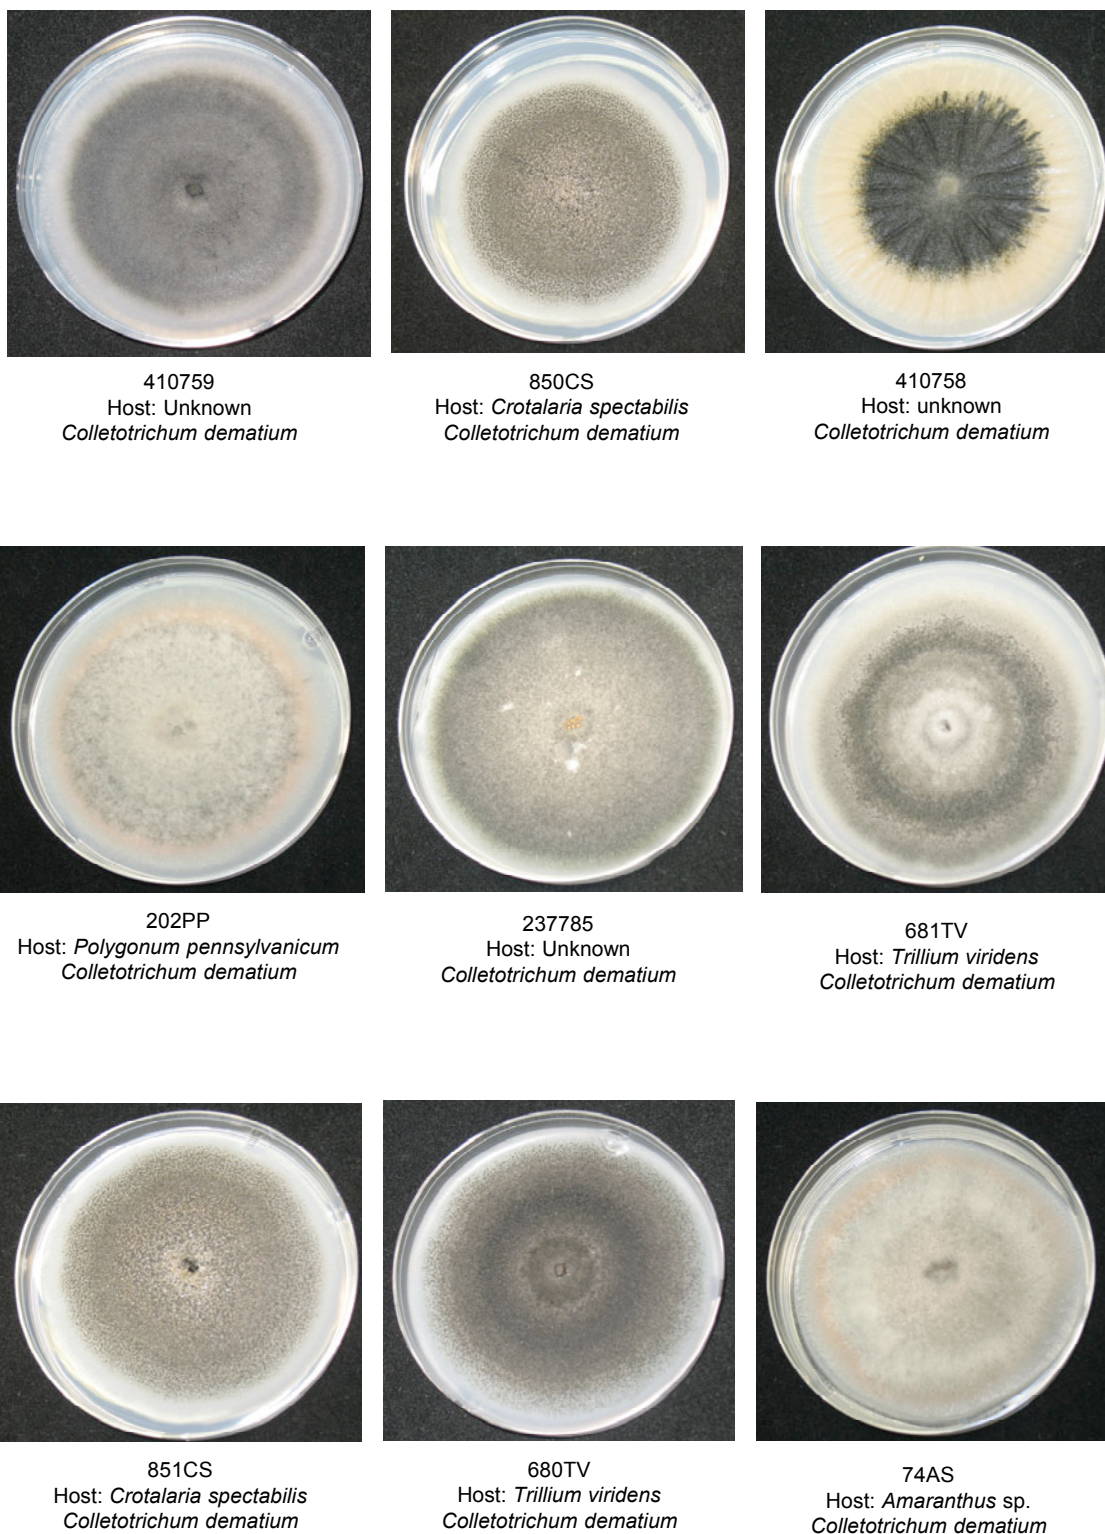 410759
Host: Unknown
Colletotrichum dematium
850CS
Host: Crotalaria spectabilis
Colletotrichum dematium
410758
Host: unknown
Colletotrichum dematium
202PP
Host: Polygonum pennsylvanicum
Colletotrichum dematium
237785
Host: Unknown
Colletotrichum dematium
681TV
Host: Trillium viridens
Colletotrichum dematium
851CS
Host: Crotalaria spectabilis
Colletotrichum dematium
680TV
Host: Trillium viridens
Colletotrichum dematium
74AS
Host: Amaranthus sp.
Colletotrichum dematium